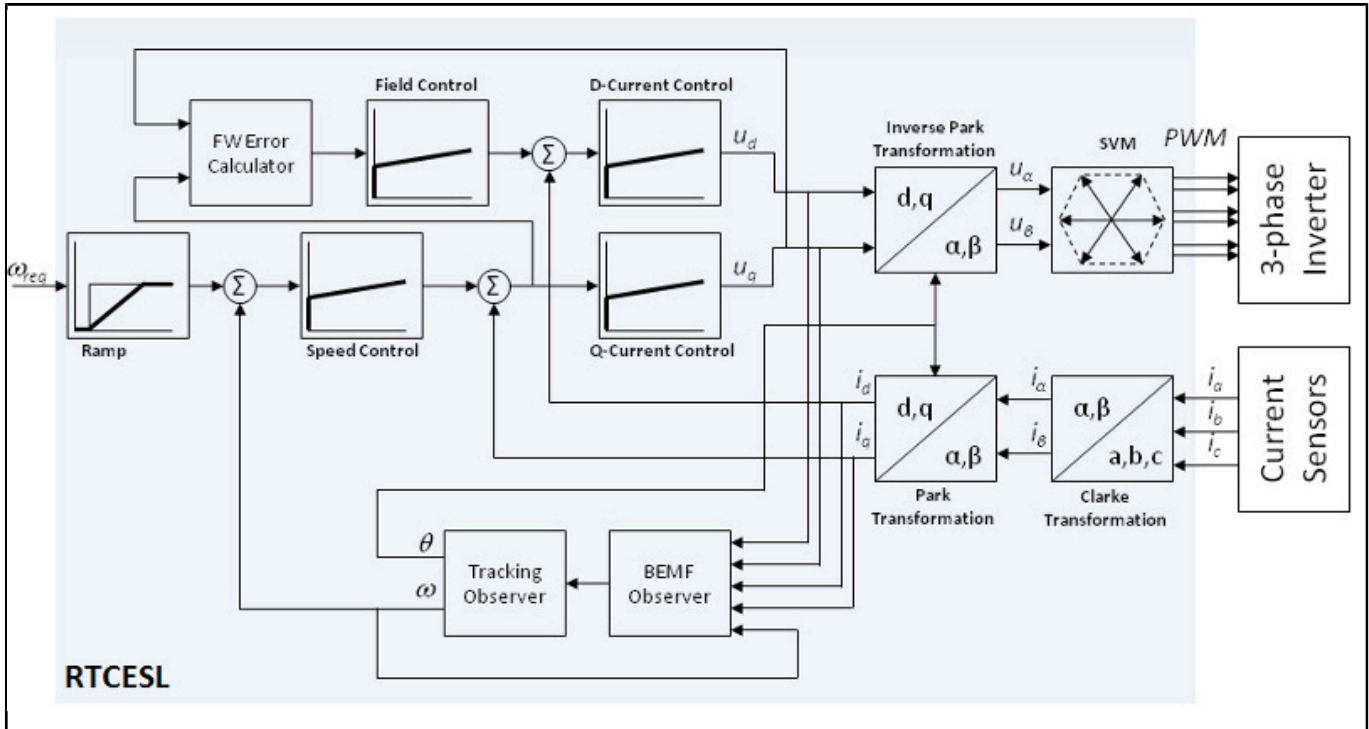 Field Control
D-Current Control
FW Error
Calculator
Σ
u_d
Inverse Park
Transformation
d,q
α,β
u_α
u_β
SVM
PWM
3-phase
Inverter
ω_req
Ramp
Σ
Speed Control
Σ
Q-Current Control
u_q
i_d
i_q
d,q
α,β
Park
Transformation
i_α
i_β
α,β
a,b,c
Clarke
Transformation
i_a
i_b
i_c
Current
Sensors
θ
ω
Tracking
Observer
BEMF
Observer
RTCESL